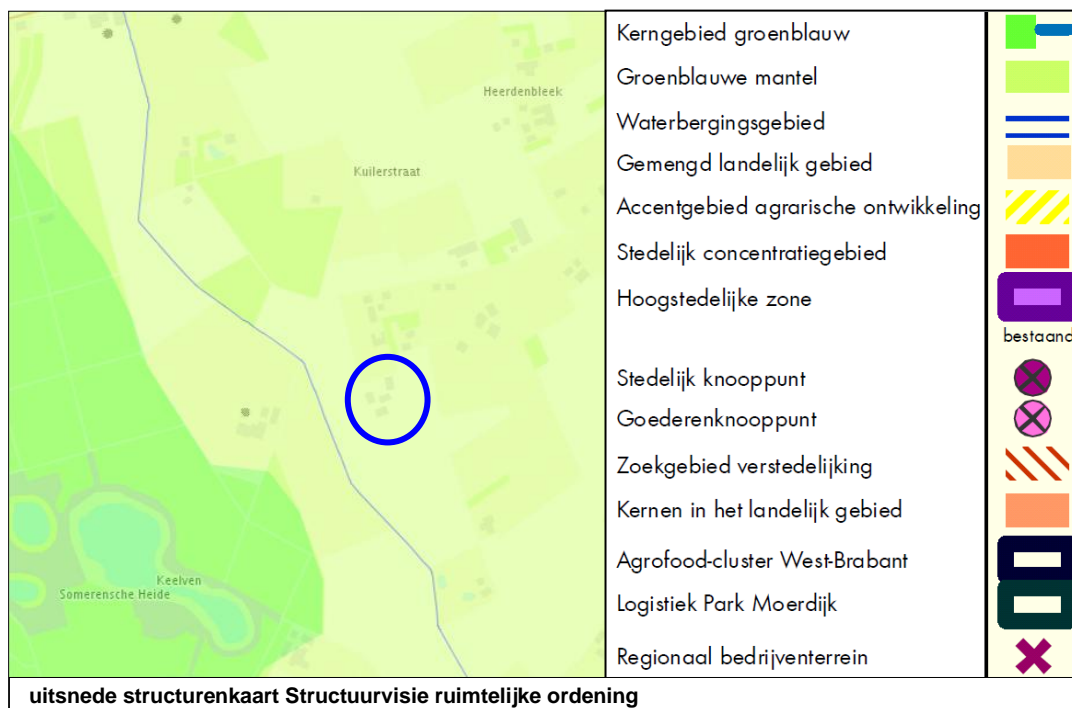 Heerdenbleek
Kuilerstraat
Keelven
Somerensche Heide
Kerngebied groenblauw
Groenblauwe mantel
Waterbergingsgebied
Gemengd landelijk gebied
Accentgebied agrarische ontwikkeling
Stedelijk concentratiegebied
Hoogstedelijke zone
bestaand
Stedelijk knooppunt
Goederenknooppunt
Zoekgebied verstedelijking
Kernen in het landelijk gebied
Agrofood-cluster West-Brabant
Logistiek Park Moerdijk
Regionaal bedrijventerrein
uitsnede structurenkaart Structuurvisie ruimtelijke ordening